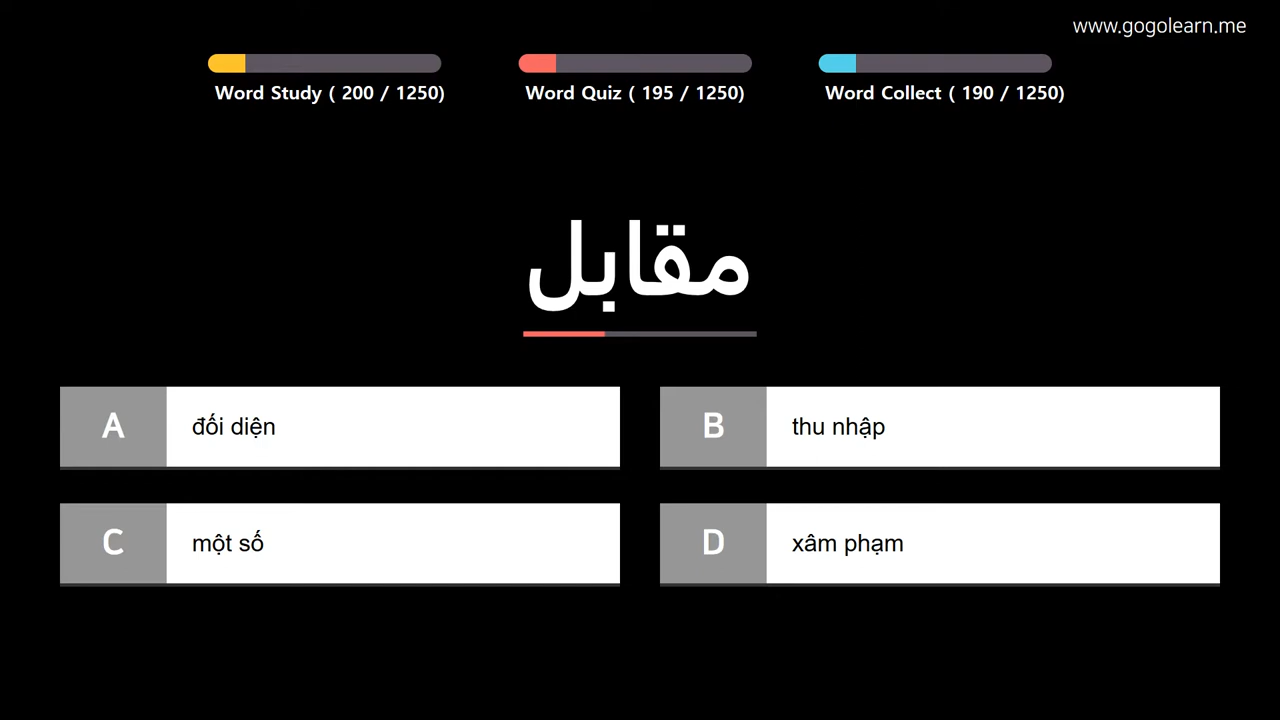 www.gogolearn.me
Word Study ( 200 / 1250)
Word Quiz ( 195 / 1250)
Word Collect ( 190 / 1250)
مقابل
A
đối diện
B
thu nhập
C
một số
D
xâm phạm